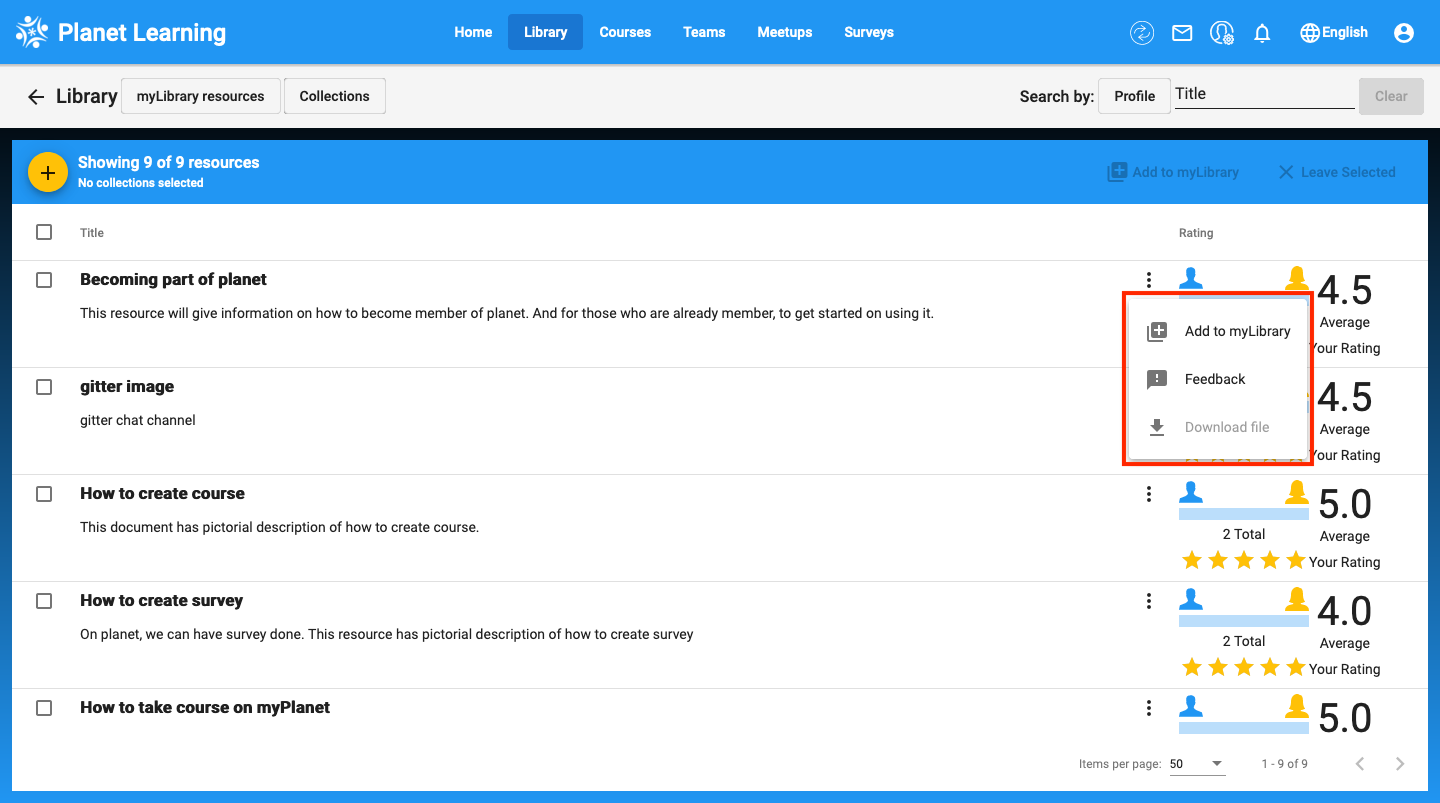 Planet Learning
Home Library Courses Teams Meetups Surveys English
Library myLibrary resources Collections Search by: Profile Title Clear
Showing 9 of 9 resources
No collections selected
Add to myLibrary Leave Selected
Title Rating
Becoming part of planet
This resource will give information on how to become member of planet. And for those who are already member, to get started on using it.
4.5
Average
Your Rating
Add to myLibrary
Feedback
Download file
gitter image
gitter chat channel
4.5
Average
Your Rating
How to create course
This document has pictorial description of how to create course.
2 Total
5.0
Average
Your Rating
How to create survey
On planet, we can have survey done. This resource has pictorial description of how to create survey
2 Total
4.0
Average
Your Rating
How to take course on myPlanet
5.0
Items per page: 50 1 - 9 of 9